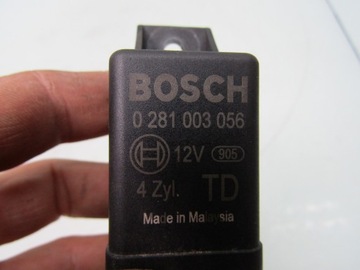 BOSCH
0 281 003 056
12V 905
4 Zyl. TD
Made in Malaysia